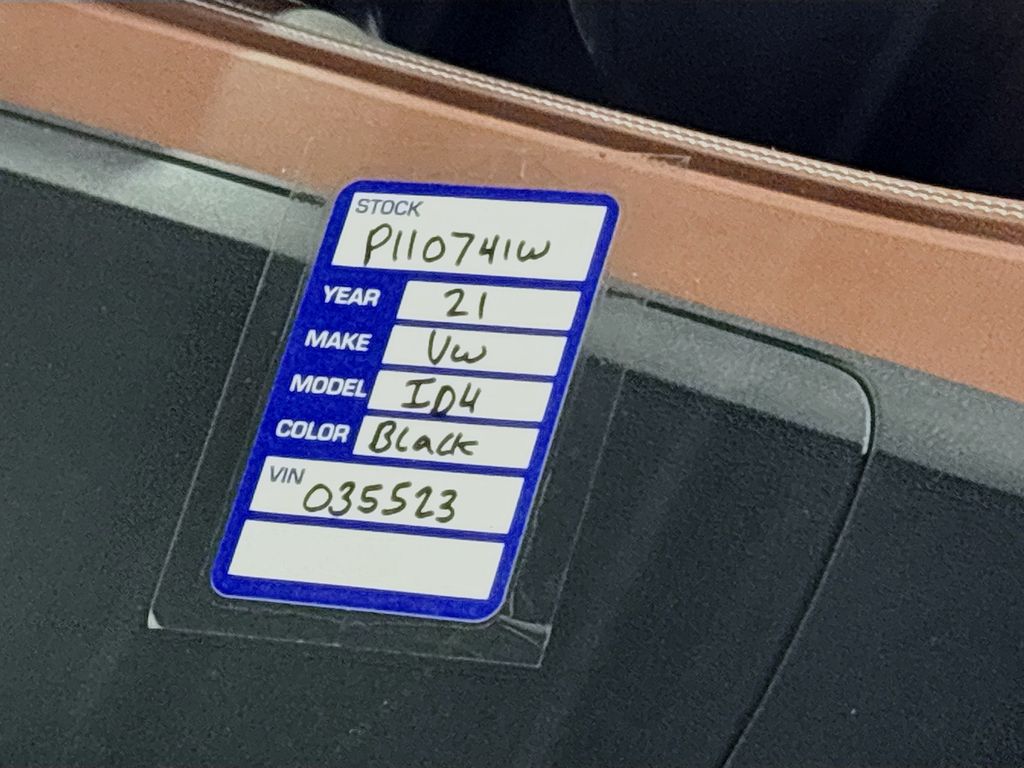 STOCK
P110741W
YEAR 21
MAKE VW
MODEL ID4
COLOR Black
VIN 035523